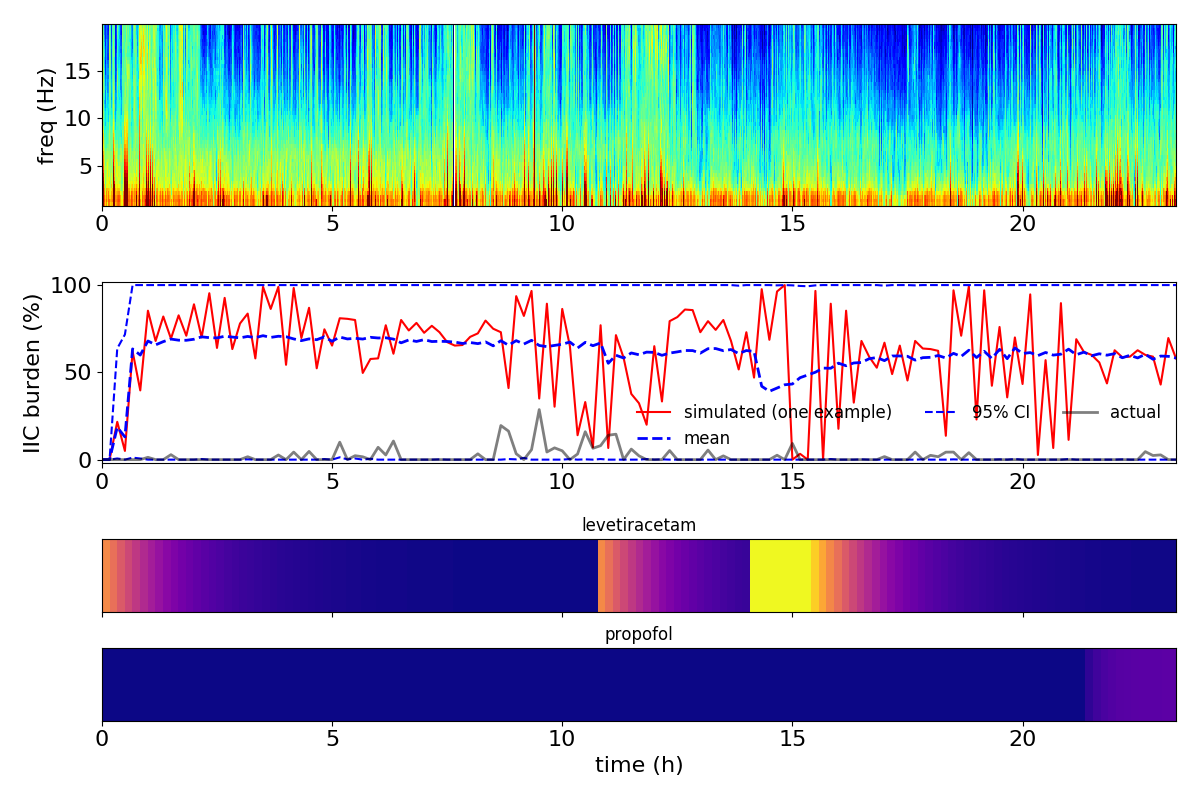 freq (Hz)
15
10
5
0 5 10 15 20
IIC burden (%)
100
50
0
simulated (one example) 95% CI actual
mean
0 5 10 15 20
levetiracetam
propofol
0 5 10 15 20
time (h)